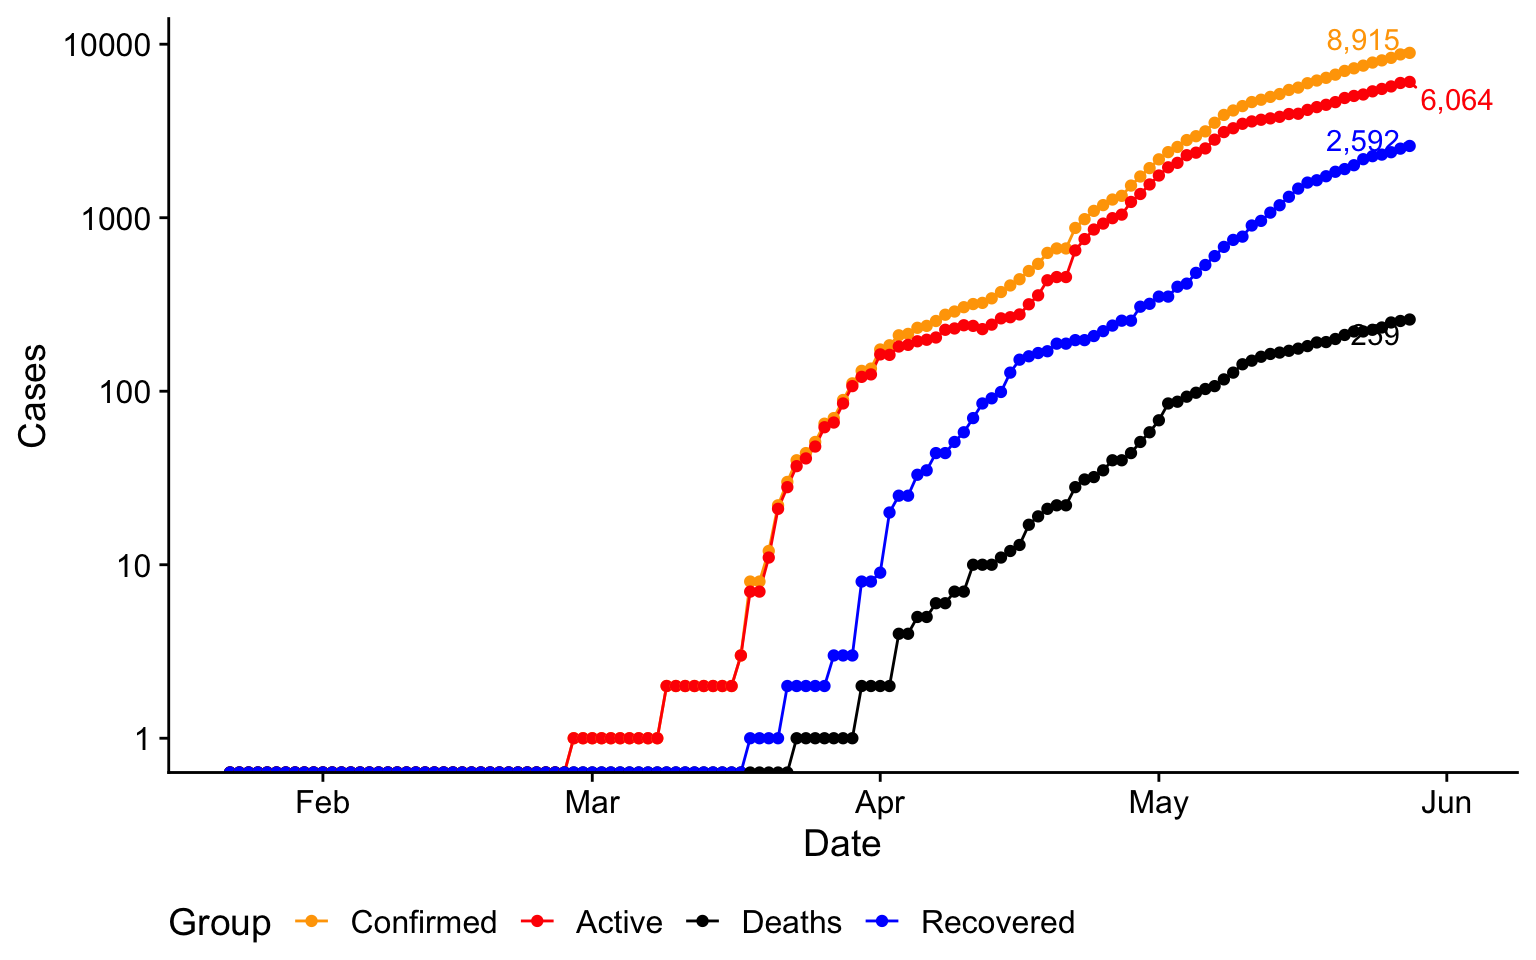 10000
1000
100
10
1
Cases
8,915
6,064
2,592
259
Feb Mar Apr May Jun
Date
Group Confirmed Active Deaths Recovered